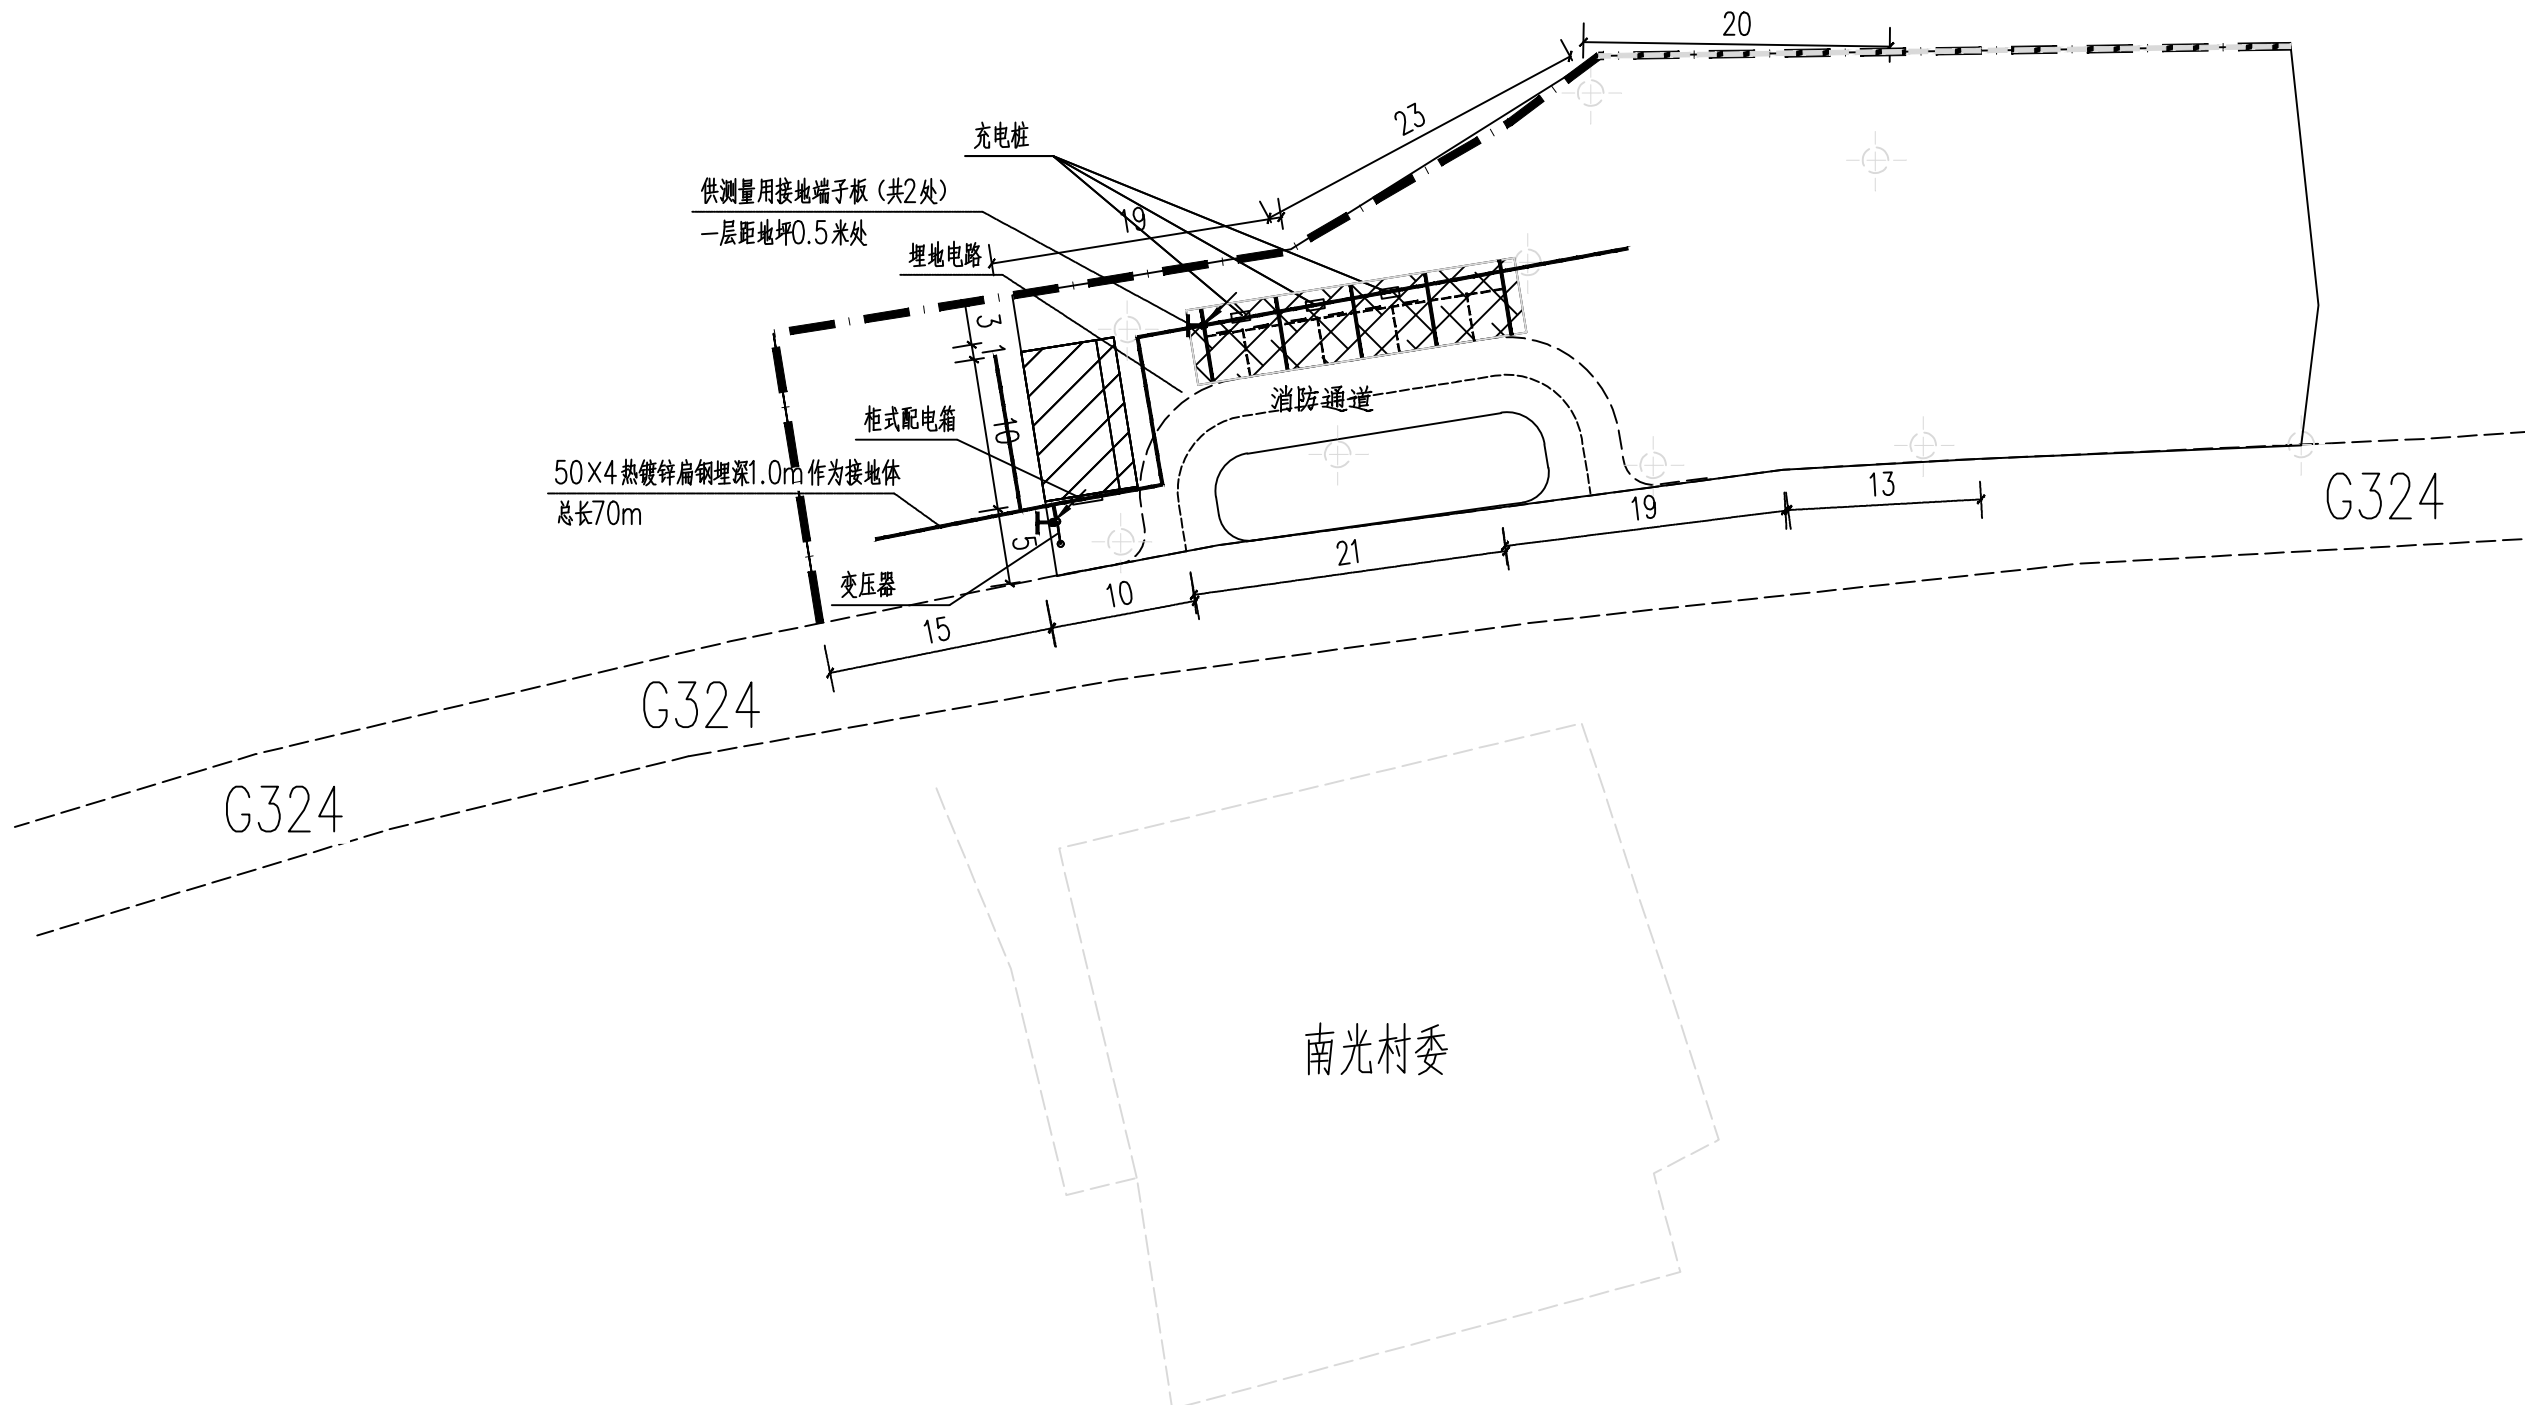 20
23
充电桩
供测量用接地端子板（共2处）
一层距地坪0.5米处
19
埋地电路
3
1
消防通道
柜式配电箱
10
50×4热镀锌扁钢埋深1.0m作为接地体
总长70m
5
变压器
13
19
21
10
15
G324
G324
G324
南光村委